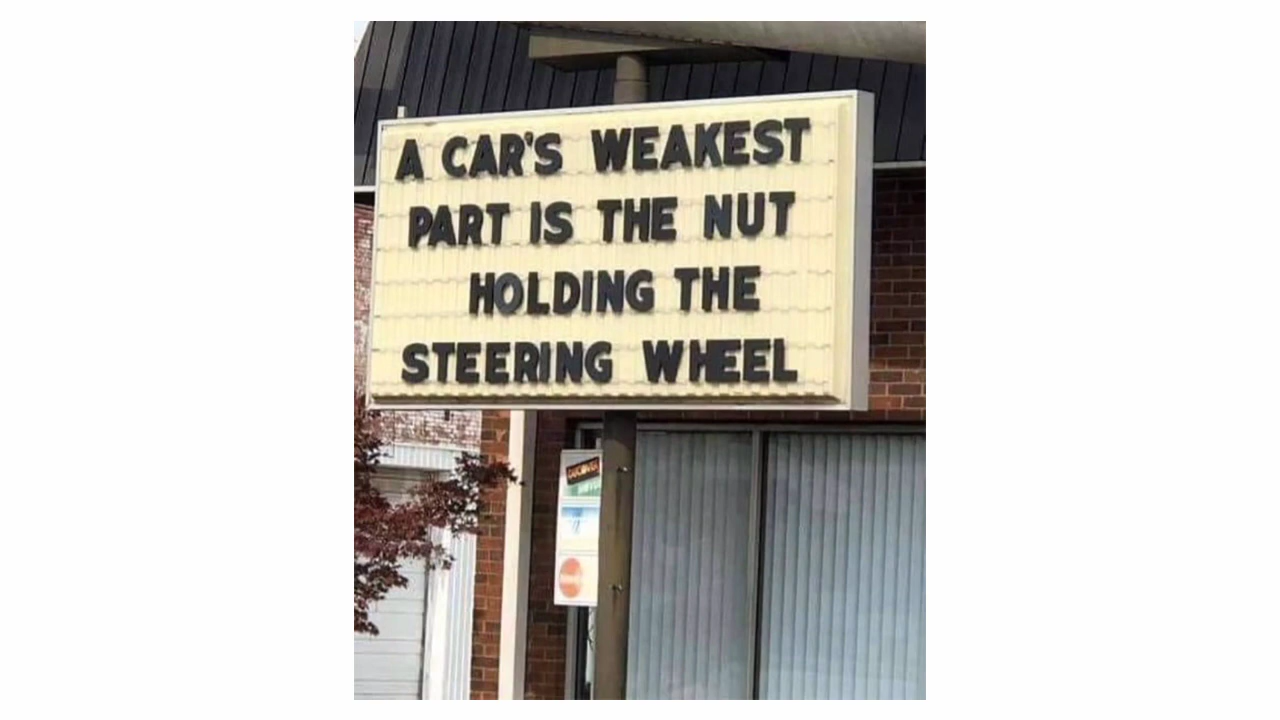 A CAR'S WEAKEST
PART IS THE NUT
HOLDING THE
STEERING WHEEL